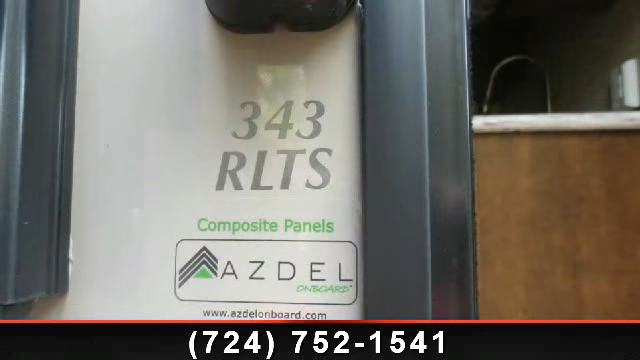 343
RLTS
Composite Panels
AZDEL
ONBOARD
www.azdelonboard.com
(724) 752-1541